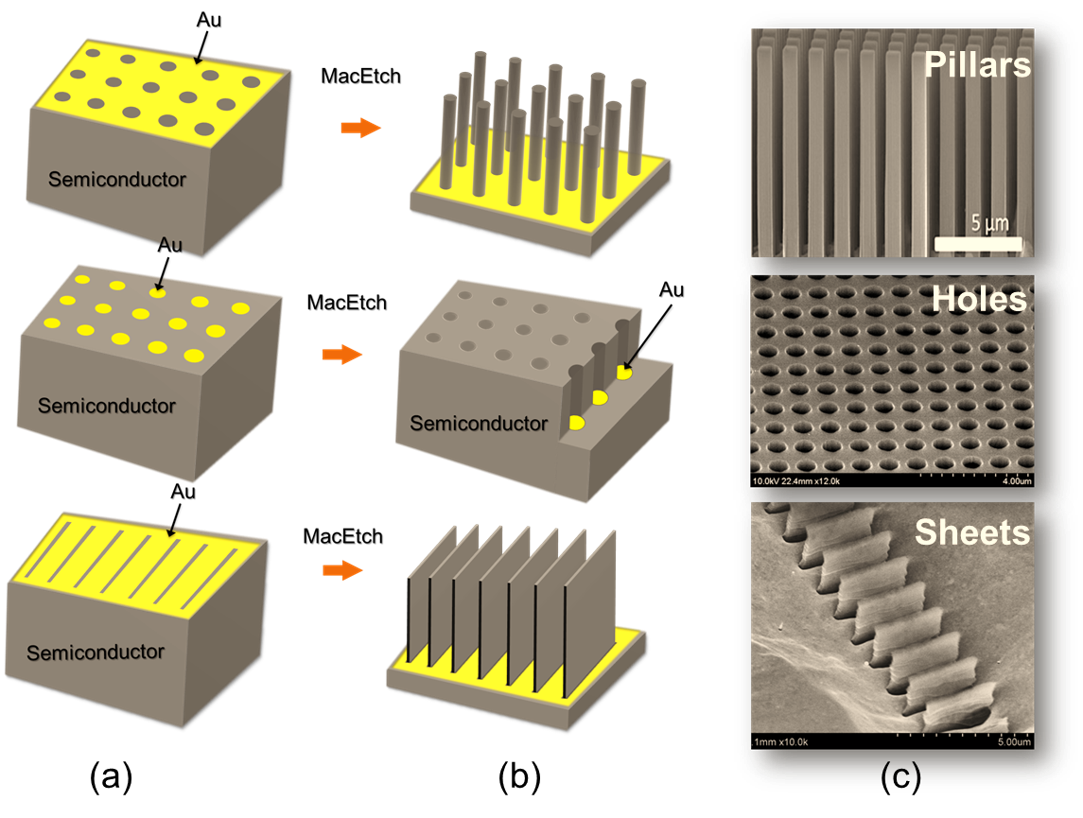 Au
MacEtch
Semiconductor
Pillars
5 µm
Au
MacEtch
Au
Semiconductor
Semiconductor
Holes
10.0kV 22.4mm x12.0k
4.00um
Au
MacEtch
Semiconductor
Sheets
.1mm x10.0k
5.00um
(a)
(b)
(c)